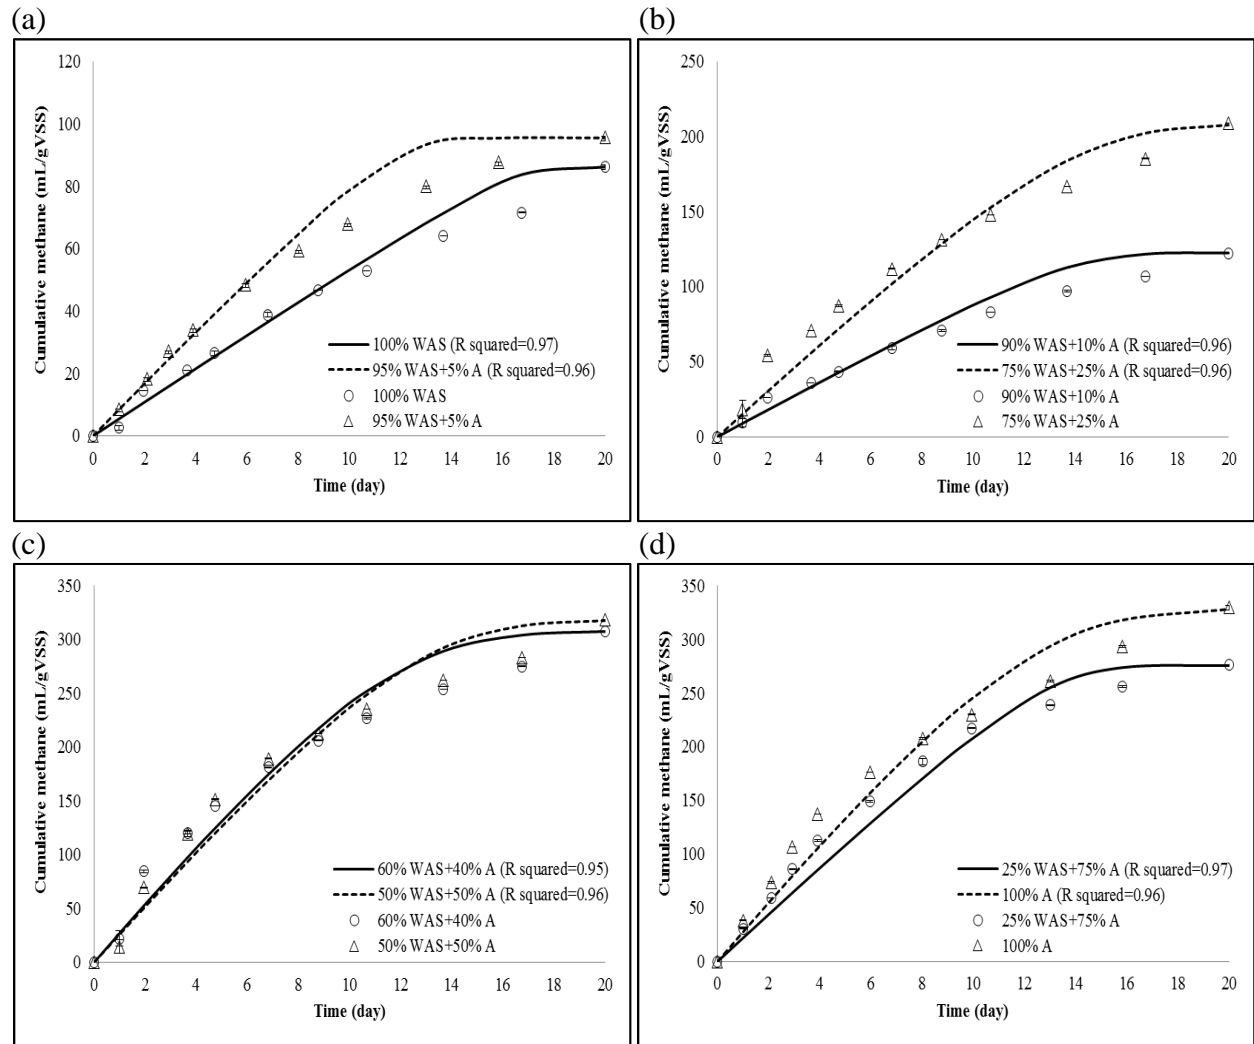 (a)
Cumulative methane (mL/gVSS)
120
100
80
60
40
20
0
100% WAS (R squared=0.97)
95% WAS+5% A (R squared=0.96)
100% WAS
95% WAS+5% A
0 2 4 6 8 10 12 14 16 18 20
Time (day)
(b)
Cumulative methane (mL/gVSS)
250
200
150
100
50
0
90% WAS+10% A (R squared=0.96)
75% WAS+25% A (R squared=0.96)
90% WAS+10% A
75% WAS+25% A
0 2 4 6 8 10 12 14 16 18 20
Time (day)
(c)
Cumulative methane (mL/gVSS)
350
300
250
200
150
100
50
0
60% WAS+40% A (R squared=0.95)
50% WAS+50% A (R squared=0.96)
60% WAS+40% A
50% WAS+50% A
0 2 4 6 8 10 12 14 16 18 20
Time (day)
(d)
Cumulative methane (mL/gVSS)
350
300
250
200
150
100
50
0
25% WAS+75% A (R squared=0.97)
100% A (R squared=0.96)
25% WAS+75% A
100% A
0 2 4 6 8 10 12 14 16 18 20
Time (day)